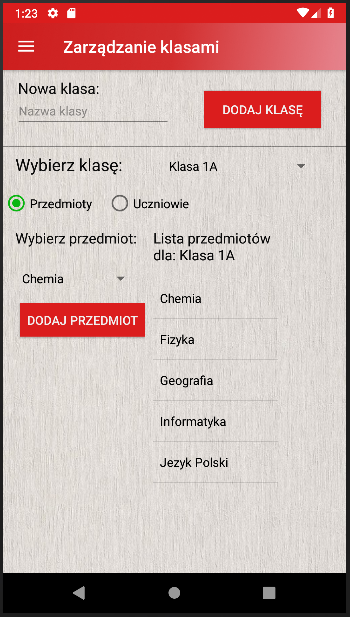 1:23
Zarządzanie klasami
Nowa klasa:
Nazwa klasy
DODAJ KLASĘ
Wybierz klasę:
Klasa 1A
Przedmioty
Uczniowie
Wybierz przedmiot:
Chemia
DODAJ PRZEDMIOT
Lista przedmiotów
dla: Klasa 1A
Chemia
Fizyka
Geografia
Informatyka
Jezyk Polski